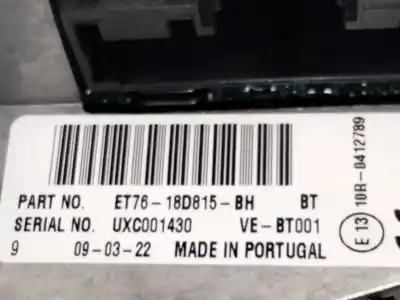 PART NO. ET76-18D815-BH BT
SERIAL NO. UXC001430 VE-BT001
9 09-03-22 MADE IN PORTUGAL
E 13 10R-0412789